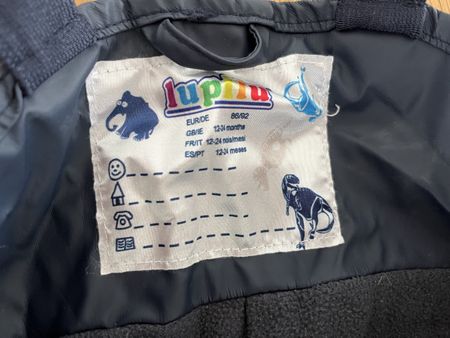 lupilu
EUR/DE 86/92
GB/IE 12-24 months
FR/IT 12-24 mois/mesi
ES/PT 12-24 meses